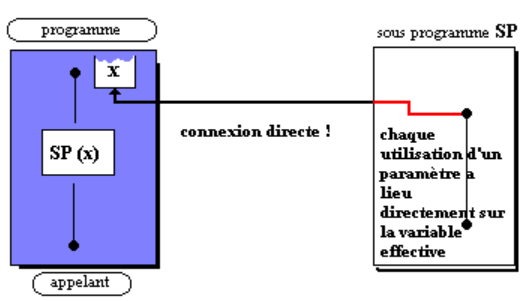 programme
sous programme SP
x
connexion directe !
SP (x)
chaque
utilisation d'un
paramètre a
lieu
directement sur
la variable
effective
appelant